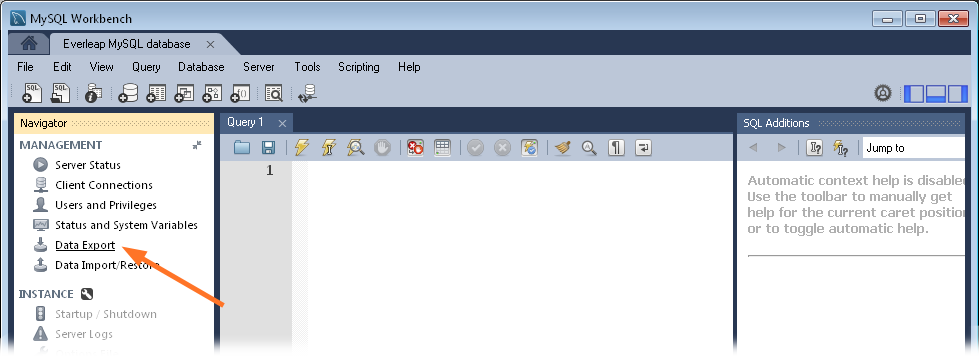 MySQL Workbench
Everleap MySQL database
File Edit View Query Database Server Tools Scripting Help
Navigator
MANAGEMENT
Server Status
Client Connections
Users and Privileges
Status and System Variables
Data Export
Data Import/Restore
INSTANCE
Startup / Shutdown
Server Logs
Query 1
1
SQL Additions
Jump to
Automatic context help is disabled
Use the toolbar to manually get
help for the current caret position
or to toggle automatic help.